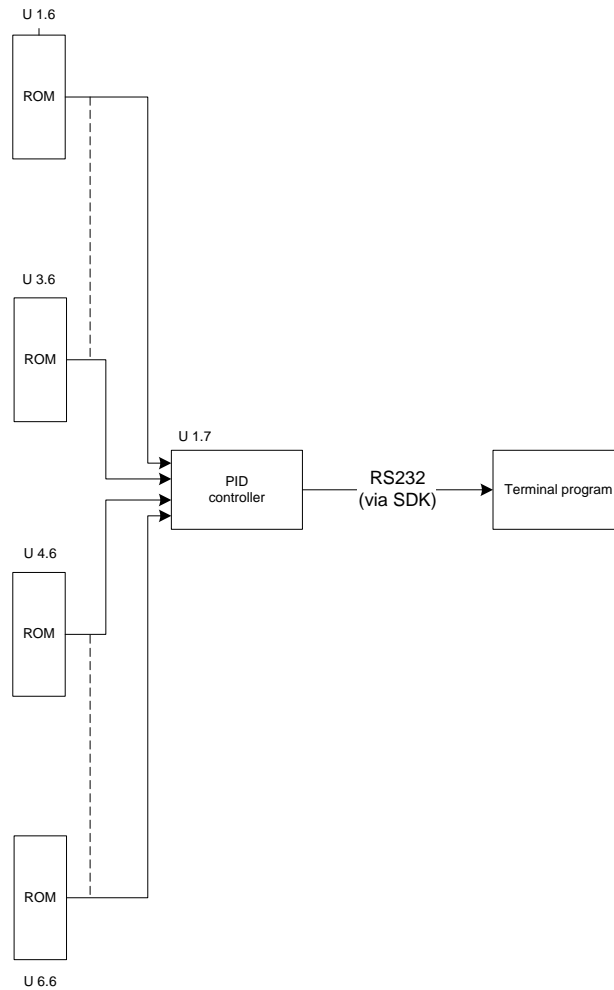 U 1.6
ROM
U 3.6
ROM
U 1.7
PID
controller
RS232
(via SDK)
Terminal program
U 4.6
ROM
ROM
U 6.6